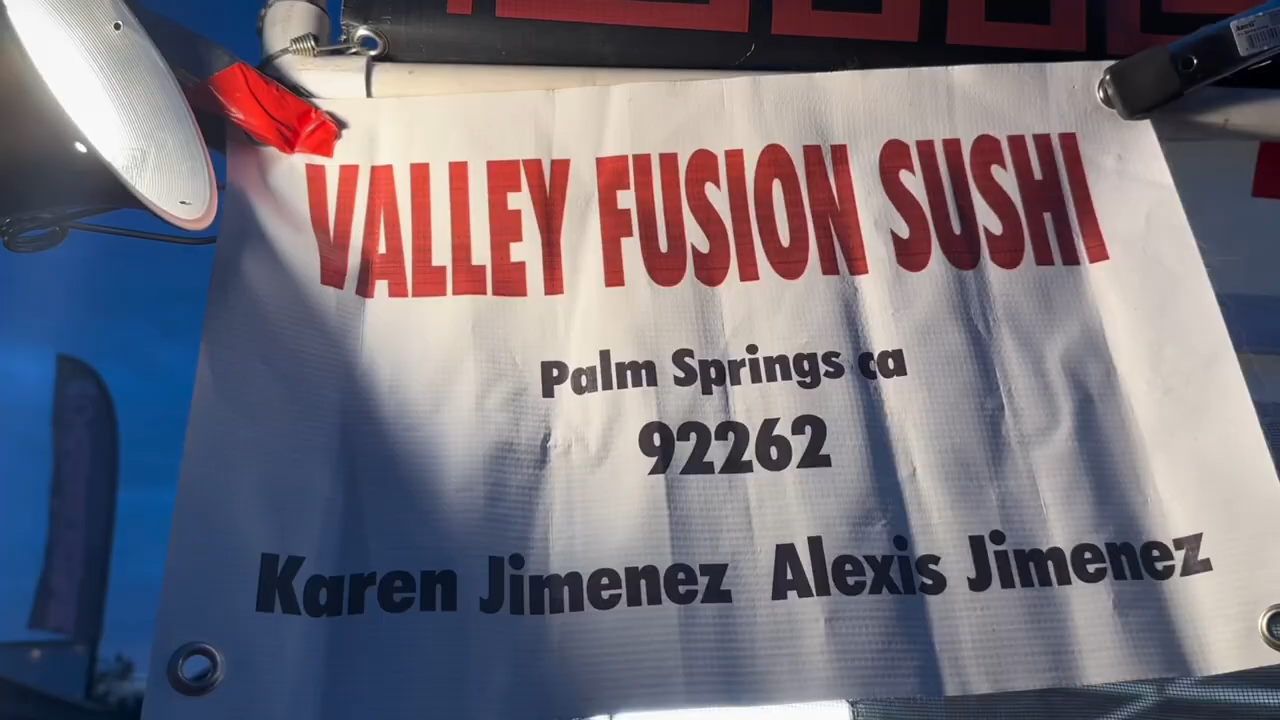 VALLEY FUSION SUSHI
Palm Springs ca
92262
Karen Jimenez Alexis Jimenez